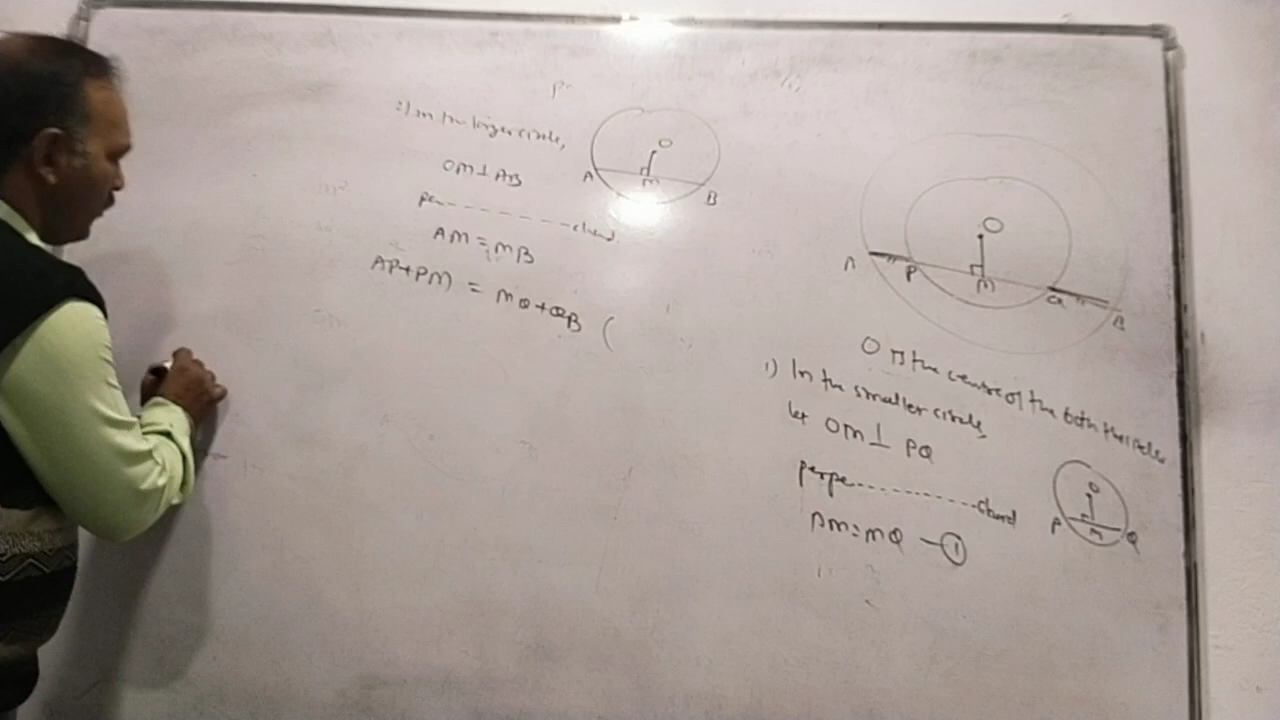 A
P
O
M
Q
B
O is the centre of the both the circles
1) In the smaller circle,
let OM ⊥ PQ
perpe------------chord
PM=MQ —①
O
P
M
Q
2) In the larger circle,
OM ⊥ AB
per----------chord.
AM = MB
AP+PM = MQ+QB (
O
A
M
B